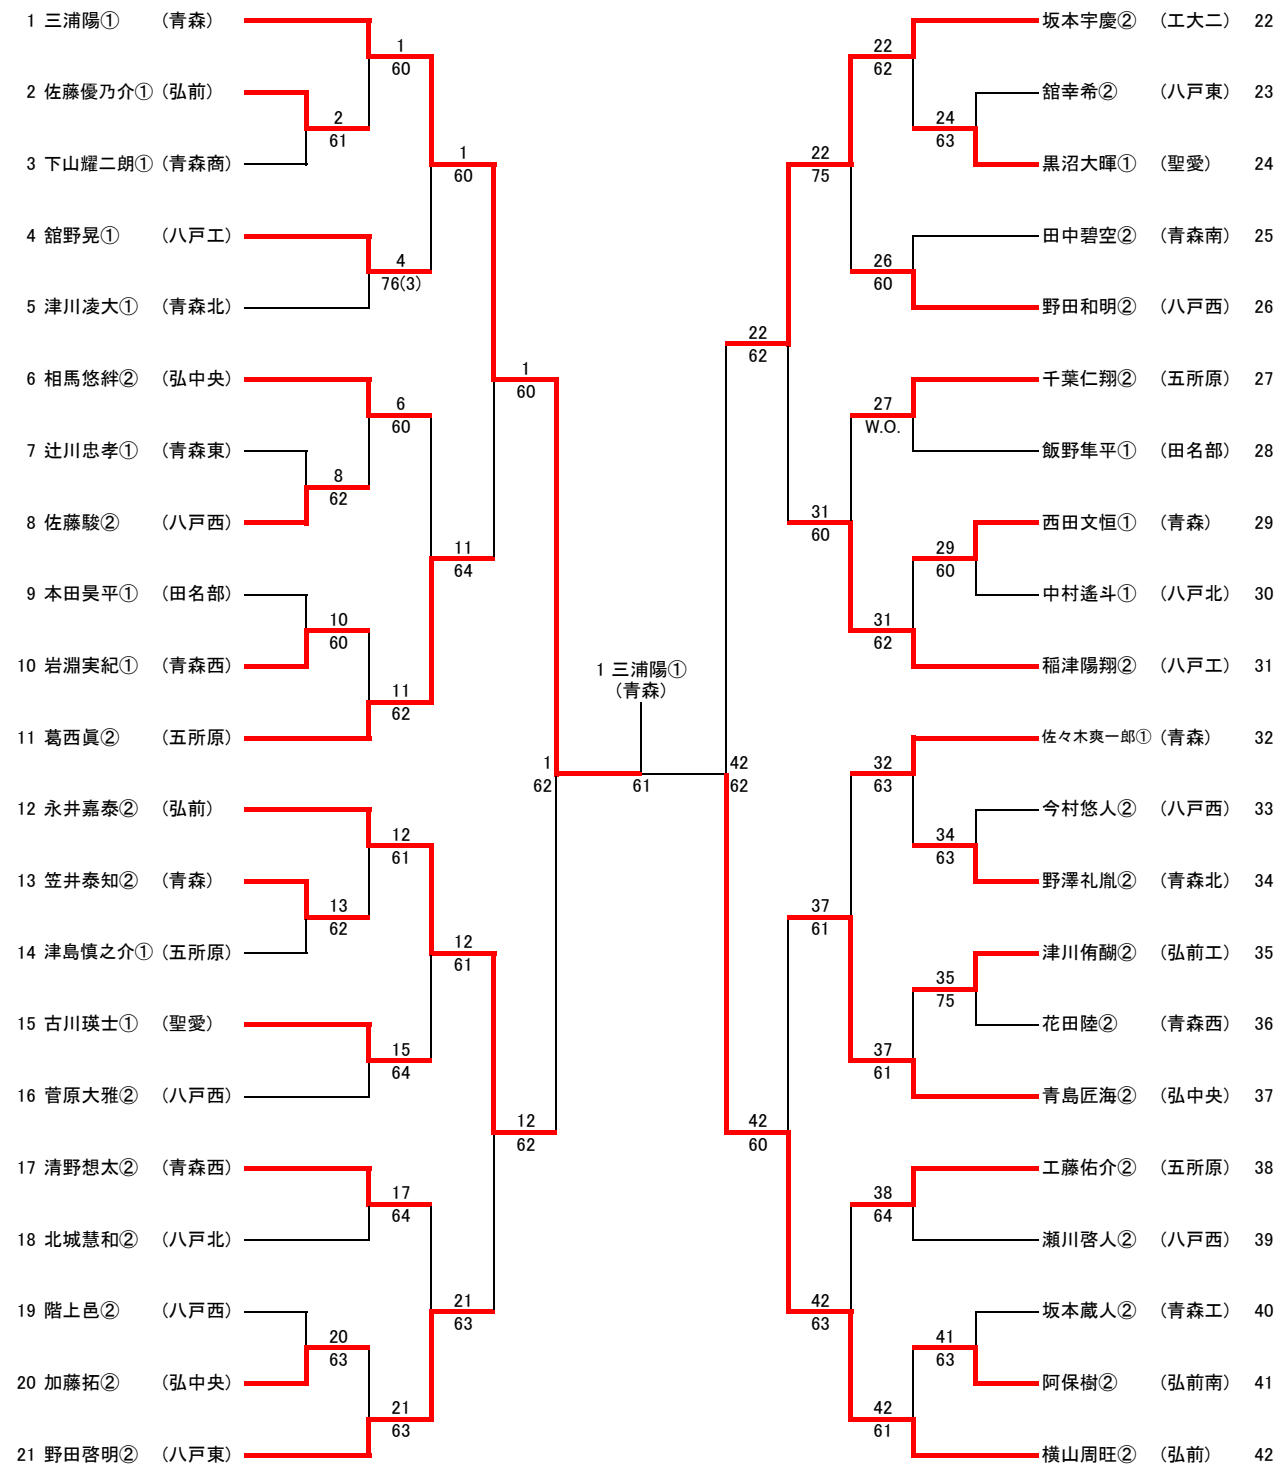 1 三浦陽① (青森)
1
60
2 佐藤優乃介① (弘前)
2
61
3 下山耀二朗① (青森商)
1
60
4 舘野晃① (八戸工)
4
76(3)
5 津川凌大① (青森北)
1
60
6 相馬悠絆② (弘中央)
6
60
7 辻川忠孝① (青森東)
8
62
8 佐藤駿② (八戸西)
11
64
9 本田昊平① (田名部)
10
60
10 岩淵実紀① (青森西)
11
62
11 葛西眞② (五所原)
1
62
12 永井嘉泰② (弘前)
12
61
13 笠井泰知② (青森)
13
62
14 津島慎之介① (五所原)
12
61
15 古川瑛士① (聖愛)
15
64
16 菅原大雅② (八戸西)
12
62
17 清野想太② (青森西)
17
64
18 北城慧和② (八戸北)
21
63
19 階上邑② (八戸西)
20
63
20 加藤拓② (弘中央)
21
63
21 野田啓明② (八戸東)
1 三浦陽①
(青森)
61
坂本宇慶② (工大二) 22
22
62
舘幸希② (八戸東) 23
24
63
黒沼大暉① (聖愛) 24
22
75
田中碧空② (青森南) 25
26
60
野田和明② (八戸西) 26
22
62
千葉仁翔② (五所原) 27
27
W.O.
飯野隼平① (田名部) 28
31
60
西田文恒① (青森) 29
29
60
中村遙斗① (八戸北) 30
31
62
稲津陽翔② (八戸工) 31
42
62
佐々木爽一郎① (青森) 32
32
63
今村悠人② (八戸西) 33
34
63
野澤礼胤② (青森北) 34
37
61
津川侑醐② (弘前工) 35
35
75
花田陸② (青森西) 36
37
61
青島匠海② (弘中央) 37
42
60
工藤佑介② (五所原) 38
38
64
瀬川啓人② (八戸西) 39
42
63
坂本蔵人② (青森工) 40
41
63
阿保樹② (弘前南) 41
42
61
横山周旺② (弘前) 42